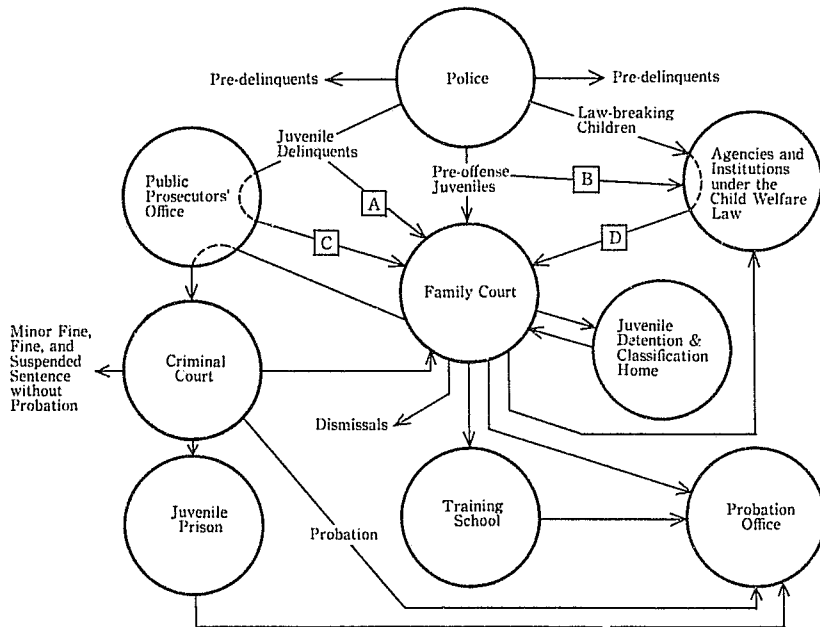 Police
Pre-delinquents
Pre-delinquents
Law-breaking
Children
Juvenile
Delinquents
Public
Prosecutors'
Office
Pre-offense
Juveniles
Agencies and
Institutions
under the
Child Welfare
Law
A
B
C
D
Family Court
Minor Fine,
Fine, and
Suspended
Sentence
without
Probation
Criminal
Court
Juvenile
Detention &
Classification
Home
Dismissals
Juvenile
Prison
Probation
Training
School
Probation
Office